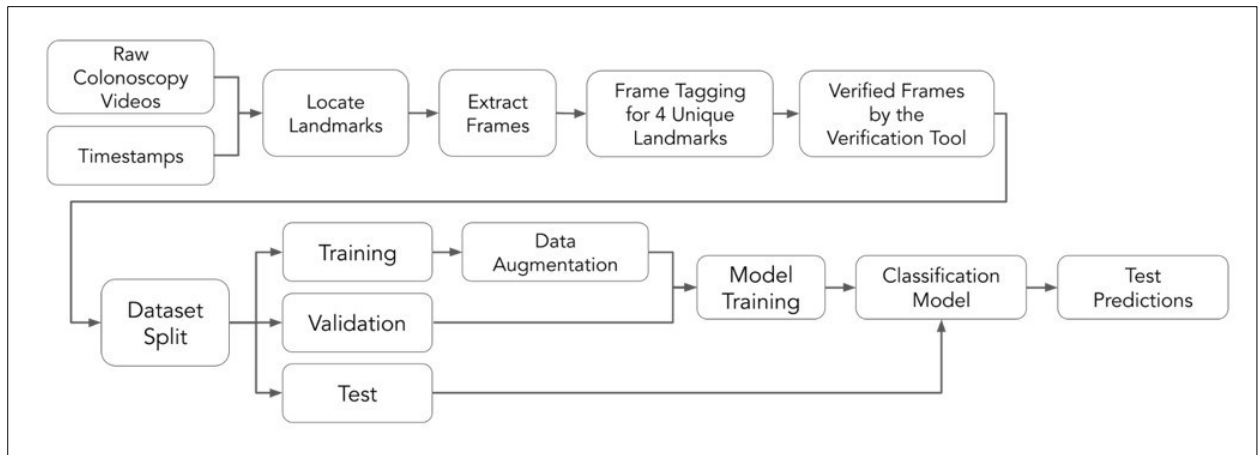 Raw
Colonoscopy
Videos
Timestamps
Locate
Landmarks
Extract
Frames
Frame Tagging
for 4 Unique
Landmarks
Verified Frames
by the
Verification Tool
Dataset
Split
Training
Data
Augmentation
Validation
Test
Model
Training
Classification
Model
Test
Predictions